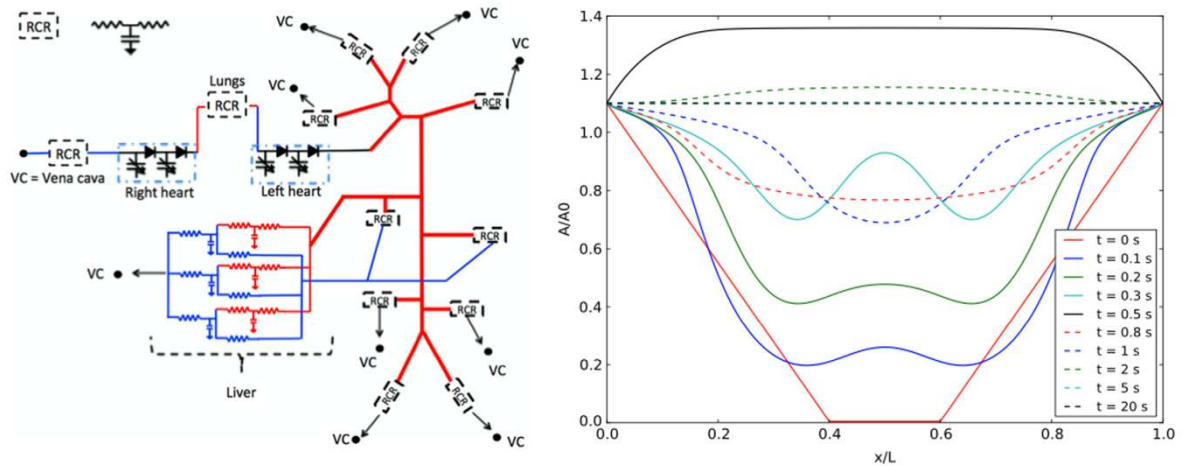 RCR
VC
VC
RCR
RCR
VC
VC
Lungs
RCR
RCR
RCR
RCR
VC = Vena cava
Right heart
Left heart
RCR
RCR
VC
RCR
RCR
VC
VC
Liver
RCR
RCR
VC
VC
1.4
1.2
1.0
0.8
0.6
0.4
0.2
0.0
A/A0
0.0
0.2
0.4
0.6
0.8
1.0
x/L
t = 0 s
t = 0.1 s
t = 0.2 s
t = 0.3 s
t = 0.5 s
t = 0.8 s
t = 1 s
t = 2 s
t = 5 s
t = 20 s